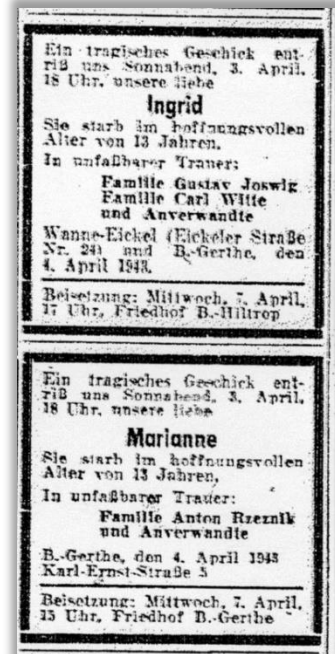 Ein tragisches Geschick ent-
riß uns Sonnabend, 3. April,
18 Uhr, unsere liebe
Ingrid
Sie starb im hoffnungsvollen
Alter von 13 Jahren.
In unfaßbarer Trauer:
Familie Gustav Joswig
Familie Carl Witte
und Anverwandte
Wanne-Eickel (Eickeler Straße
Nr. 24) und B.-Gerthe, den
4. April 1943.
Beisetzung: Mittwoch, 7. April,
17 Uhr, Friedhof B.-Hiltrop
Ein tragisches Geschick ent-
riß uns Sonnabend, 3. April,
18 Uhr, unsere liebe
Marianne
Sie starb im hoffnungsvollen
Alter von 13 Jahren.
In unfaßbarer Trauer:
Familie Anton Rzeznik
und Anverwandte
B.-Gerthe, den 4. April 1943
Karl-Ernst-Straße 5
Beisetzung: Mittwoch, 7. April,
15 Uhr, Friedhof B.-Gerthe